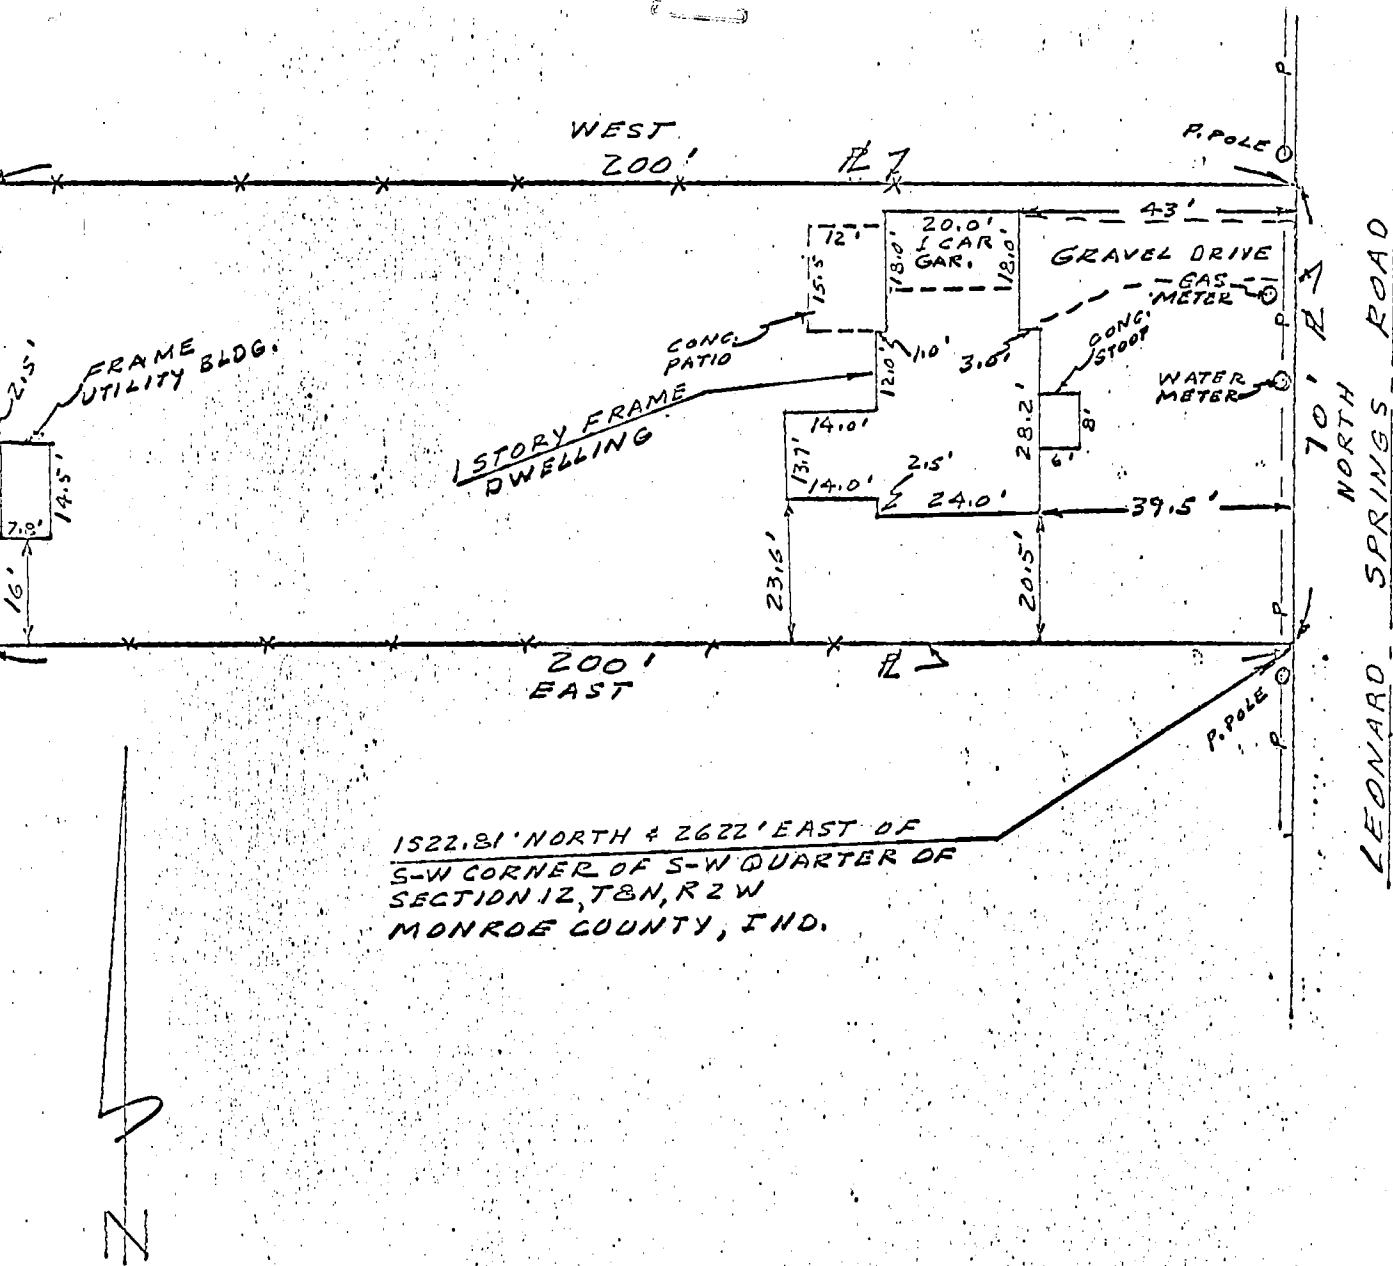 WEST
200'
PL
P. POLE
P
43'
12'
20.0'
1 CAR
GAR.
18.0'
18.0'
15.5
GRAVEL DRIVE
GAS
METER
CONC.
PATIO
1.0'
3.0'
CONC.
STOOP
P
PL
70'
NORTH
LEONARD SPRINGS ROAD
WATER
METER
2.5'
FRAME
UTILITY BLDG.
12.0'
28.2'
8'
6'
1 STORY FRAME
DWELLING
14.0'
13.7'
14.0'
2.5'
24.0'
39.5'
14.5'
7.8'
16'
23.6'
20.5'
P
200'
EAST
PL
P. POLE
P
1522.81' NORTH & 2622' EAST OF
S-W CORNER OF S-W QUARTER OF
SECTION 12, T8N, R2W
MONROE COUNTY, IND.
N